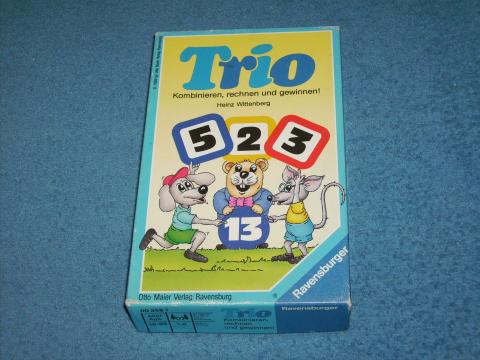 Trio
Kombinieren, rechnen und gewinnen!
Heinz Wittenberg
5 2 3
13
Ravensburger
Otto Maier Verlag Ravensburg
Trio
Kombinieren,
rechnen
und gewinnen!
Ravensburger